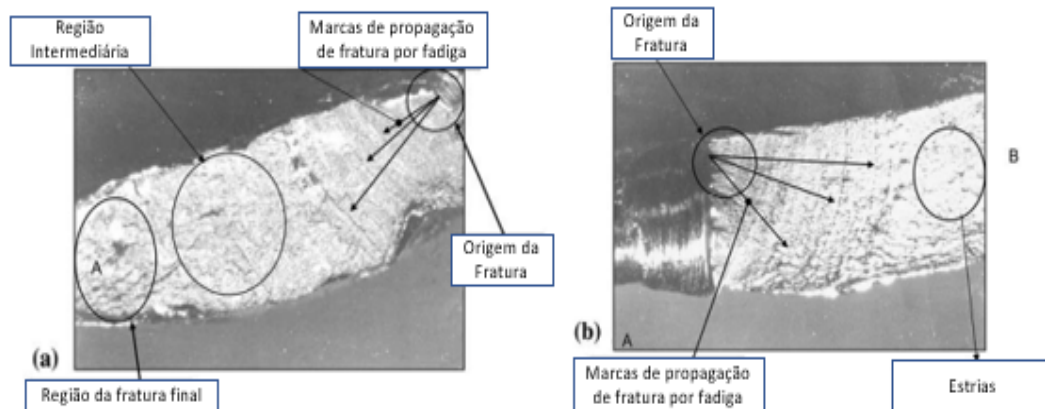 Região
Intermediária
Marcas de propagação
de fratura por fadiga
A
Origem da
Fratura
(a)
Região da fratura final
Origem da
Fratura
B
A
(b)
Marcas de propagação
de fratura por fadiga
Estrias